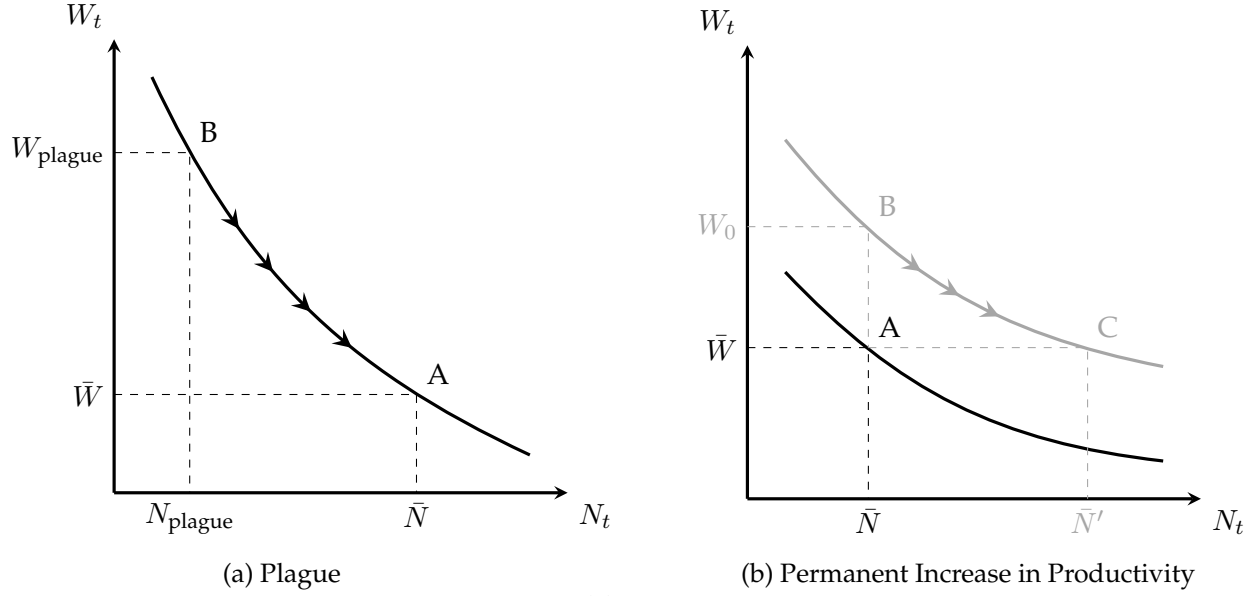 W_t
B
W_plague
A
W̄
N_plague
N̄
N_t
(a) Plague
W_t
B
W_0
A
C
W̄
N̄
N̄′
N_t
(b) Permanent Increase in Productivity